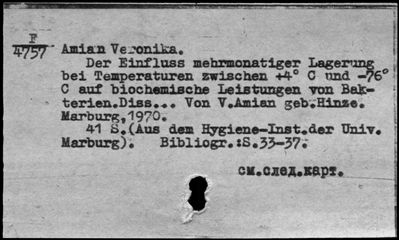 F
4757
Amian Veronika.
Der Einfluss mehrmonatiger Lagerung
bei Temperaturen zwischen +4° C und -76°
C auf biochemische Leistungen von Bak-
terien.Diss... Von V.Amian geb.Hinze.
Marburg,1970.
41 S.(Aus dem Hygiene-Inst.der Univ.
Marburg). Bibliogr.:S.33-37.
см.след.карт.